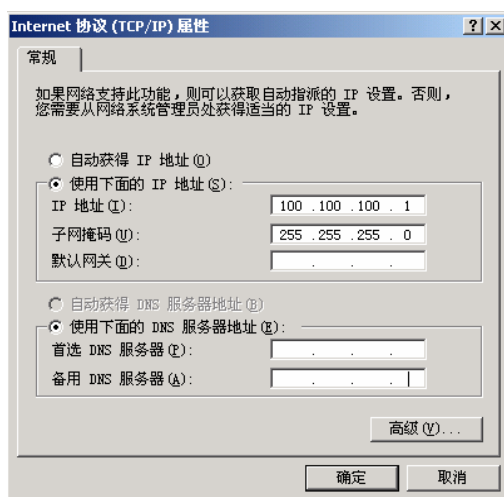 Internet 协议 (TCP/IP) 属性
常规
如果网络支持此功能，则可以获取自动指派的 IP 设置。否则，
您需要从网络系统管理员处获得适当的 IP 设置。
自动获得 IP 地址(O)
使用下面的 IP 地址(S):
IP 地址(I): 100 .100 .100 . 1
子网掩码(U): 255 .255 .255 . 0
默认网关(D): . . .
自动获得 DNS 服务器地址(B)
使用下面的 DNS 服务器地址(E):
首选 DNS 服务器(P): . . .
备用 DNS 服务器(A): . . .
高级(V)...
确定 取消